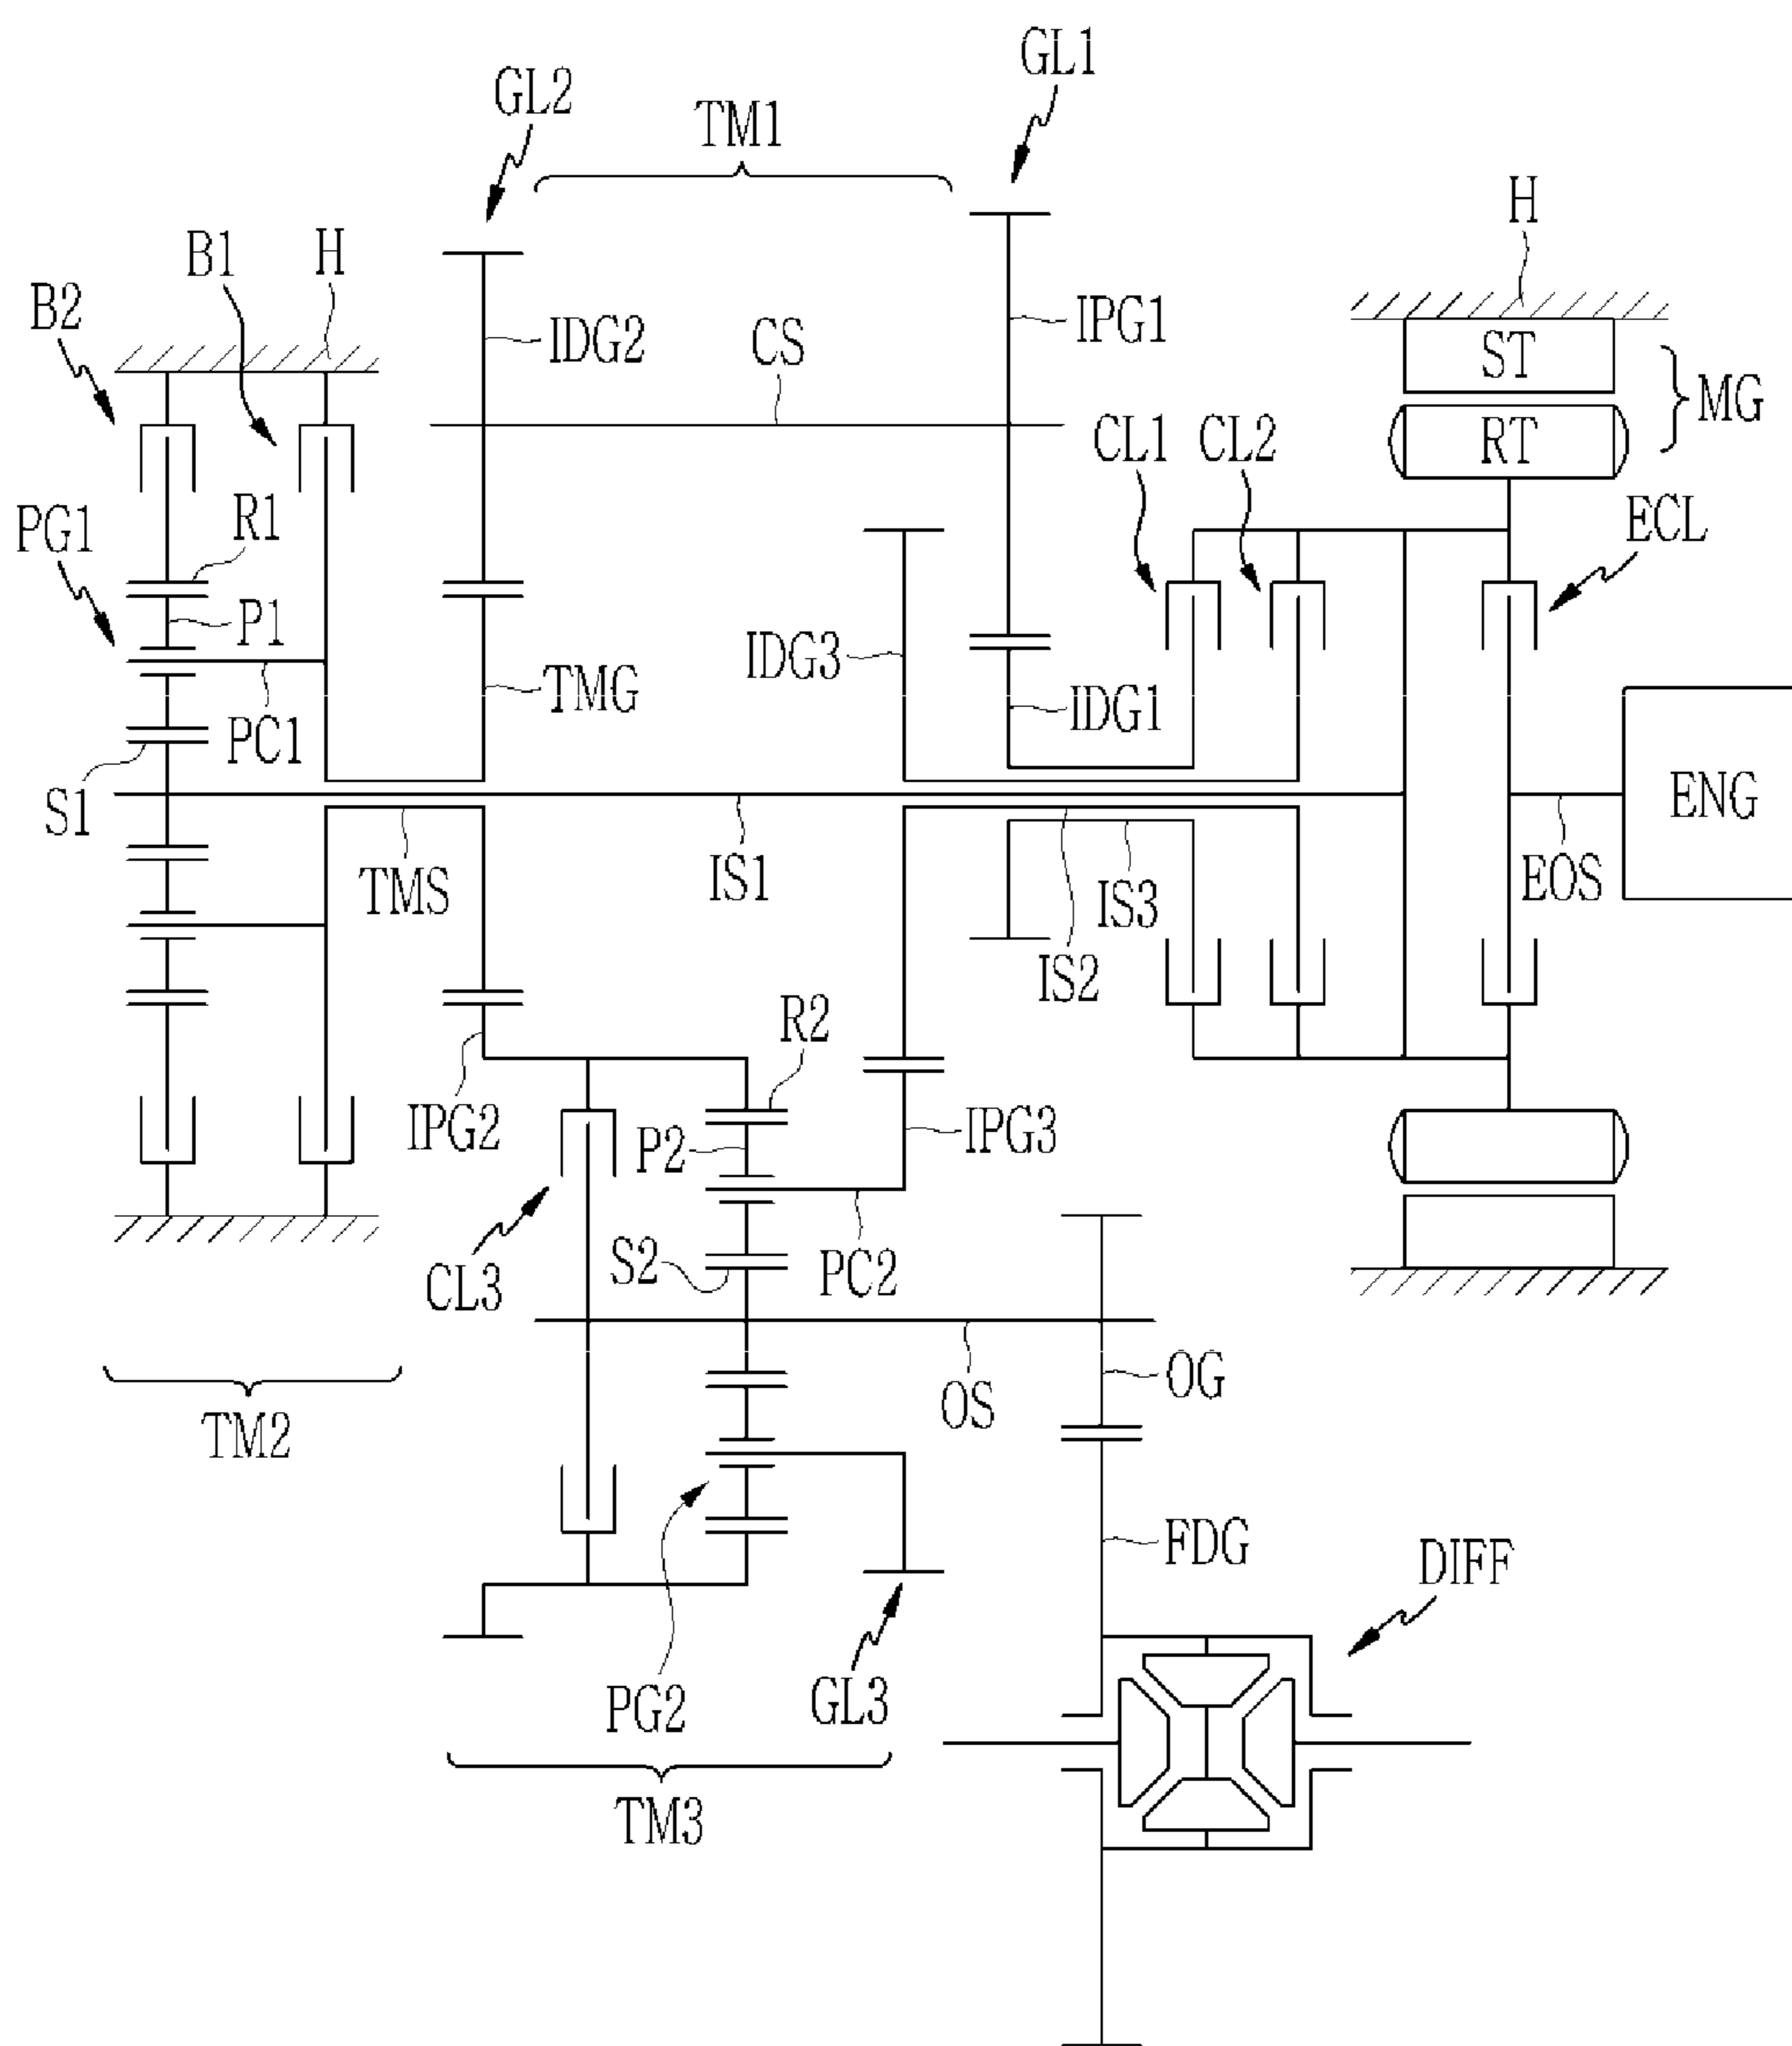 GL1
GL2
TM1
H
B1
H
B2
IDG2
CS
IPG1
ST
MG
RT
CL1
CL2
R1
ECL
PG1
P1
IDG3
TMG
IDG1
PC1
S1
ENG
TMS
IS1
IS3
EOS
IS2
R2
IPG2
P2
IPG3
S2
PC2
CL3
OG
OS
TM2
FDG
DIFF
PG2
GL3
TM3